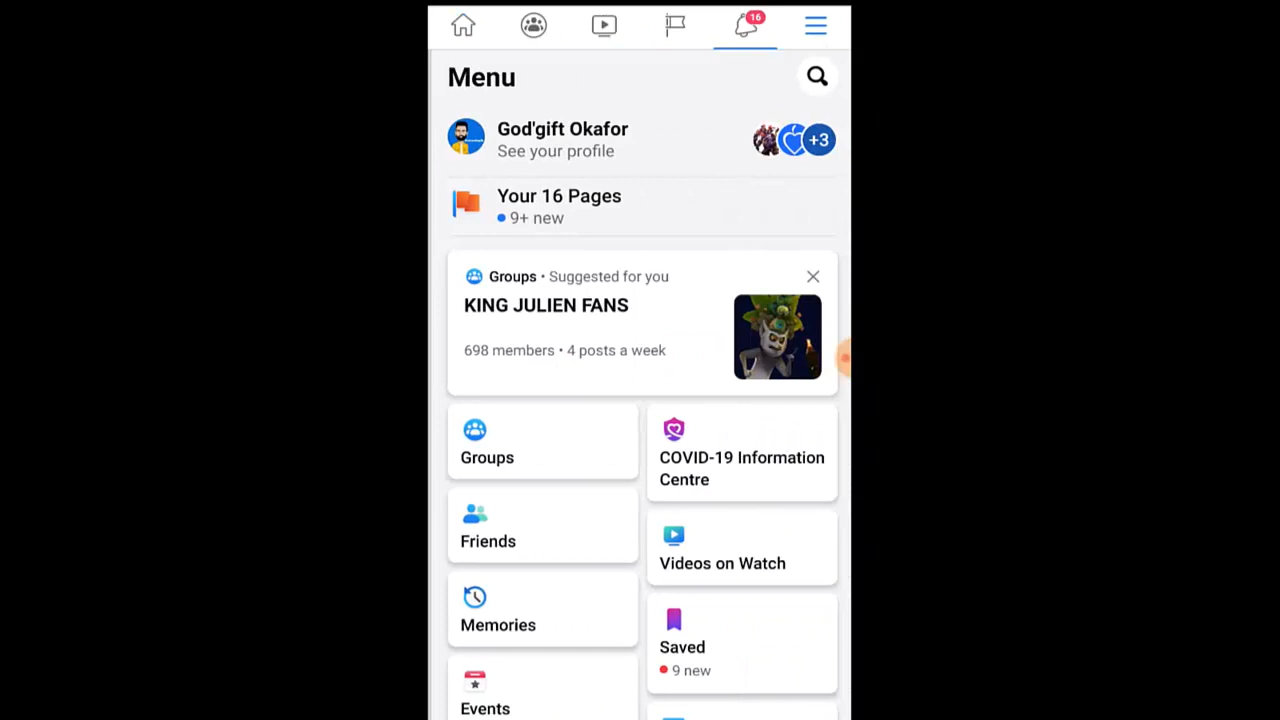 16
Menu
God'gift Okafor
See your profile
+3
Your 16 Pages
9+ new
Groups • Suggested for you
KING JULIEN FANS
698 members • 4 posts a week
Groups
COVID-19 Information
Centre
Friends
Videos on Watch
Memories
Saved
9 new
Events